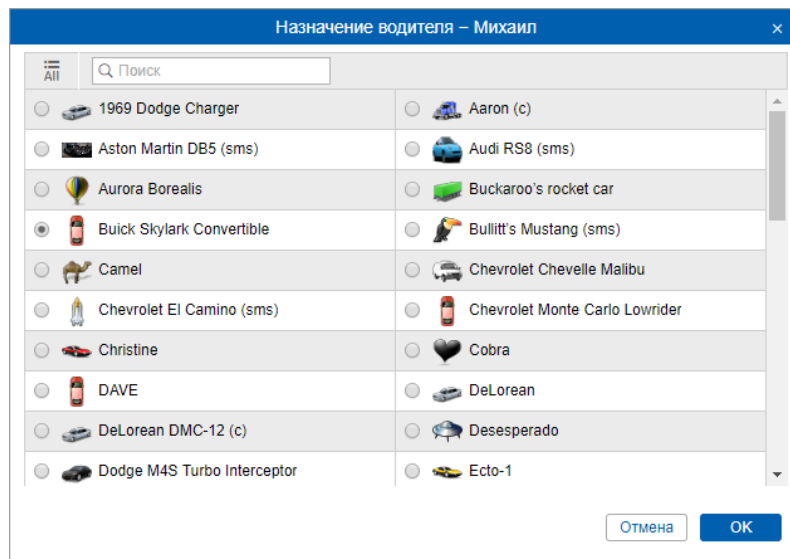 Назначение водителя – Михаил ×
All Поиск
1969 Dodge Charger Aaron (c)
Aston Martin DB5 (sms) Audi RS8 (sms)
Aurora Borealis Buckaroo's rocket car
Buick Skylark Convertible Bullitt's Mustang (sms)
Camel Chevrolet Chevelle Malibu
Chevrolet El Camino (sms) Chevrolet Monte Carlo Lowrider
Christine Cobra
DAVE DeLorean
DeLorean DMC-12 (c) Desesperado
Dodge M4S Turbo Interceptor Ecto-1
Отмена OK